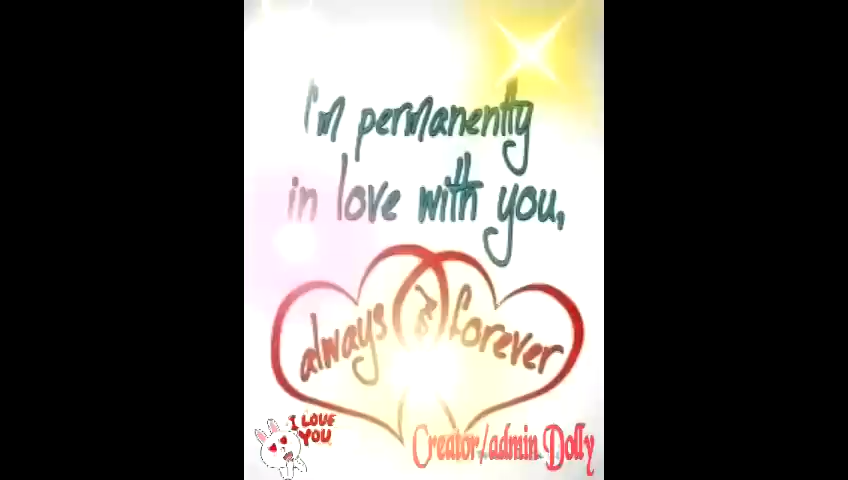 I'm permanently
in love with you,
always & forever
I LOVE
YOU
Creator/admin Dolly